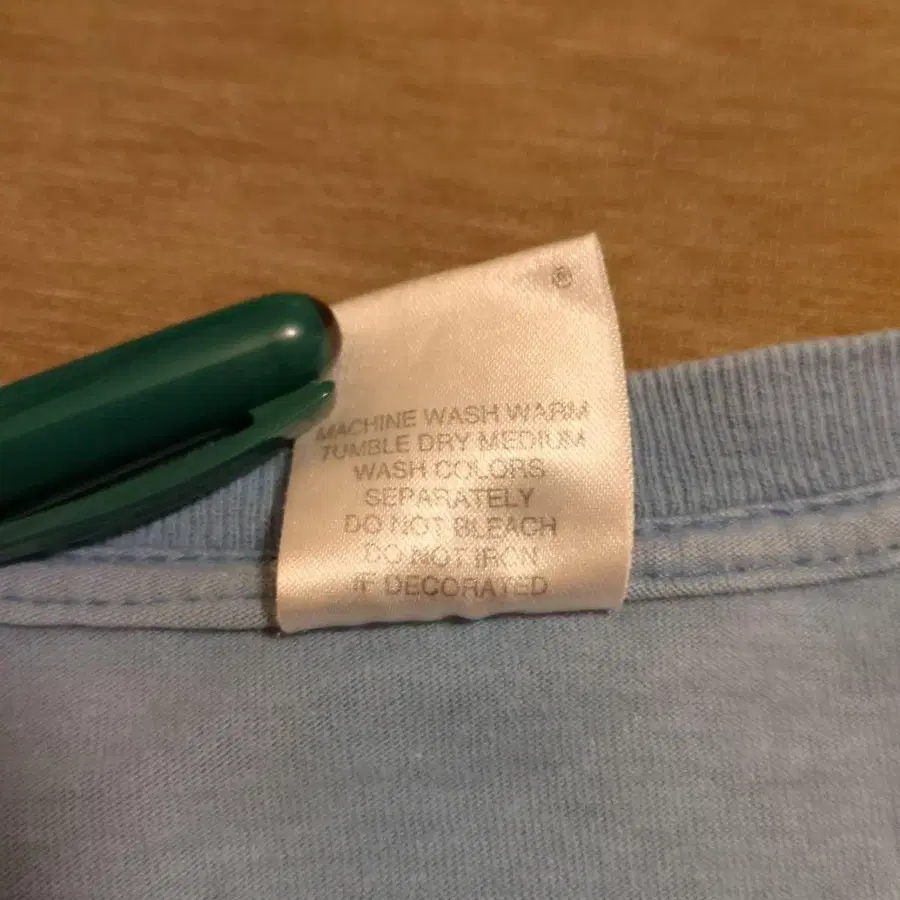 ®
MACHINE WASH WARM
TUMBLE DRY MEDIUM
WASH COLORS
SEPARATELY
DO NOT BLEACH
DO NOT IRON
IF DECORATED